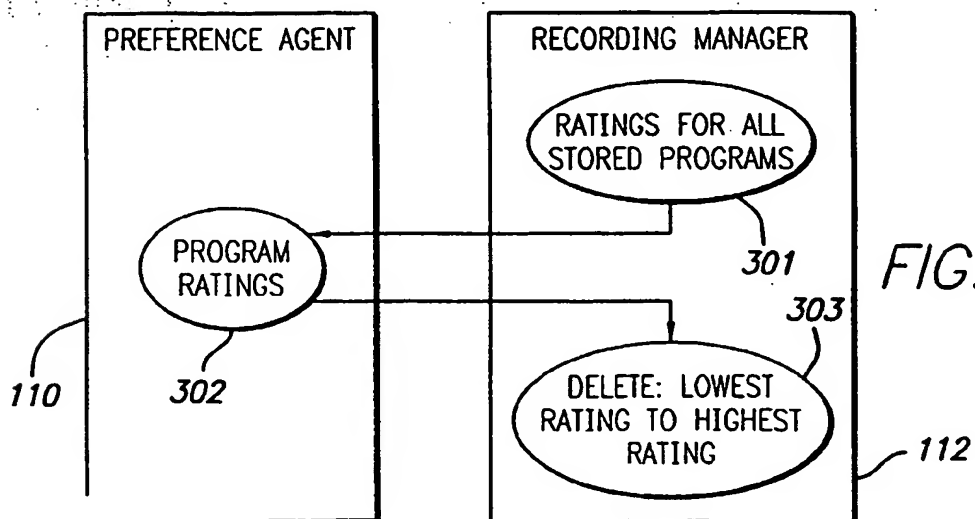 PREFERENCE AGENT
RECORDING MANAGER
RATINGS FOR ALL
STORED PROGRAMS
301
PROGRAM
RATINGS
302
110
FIG.
303
DELETE: LOWEST
RATING TO HIGHEST
RATING
112